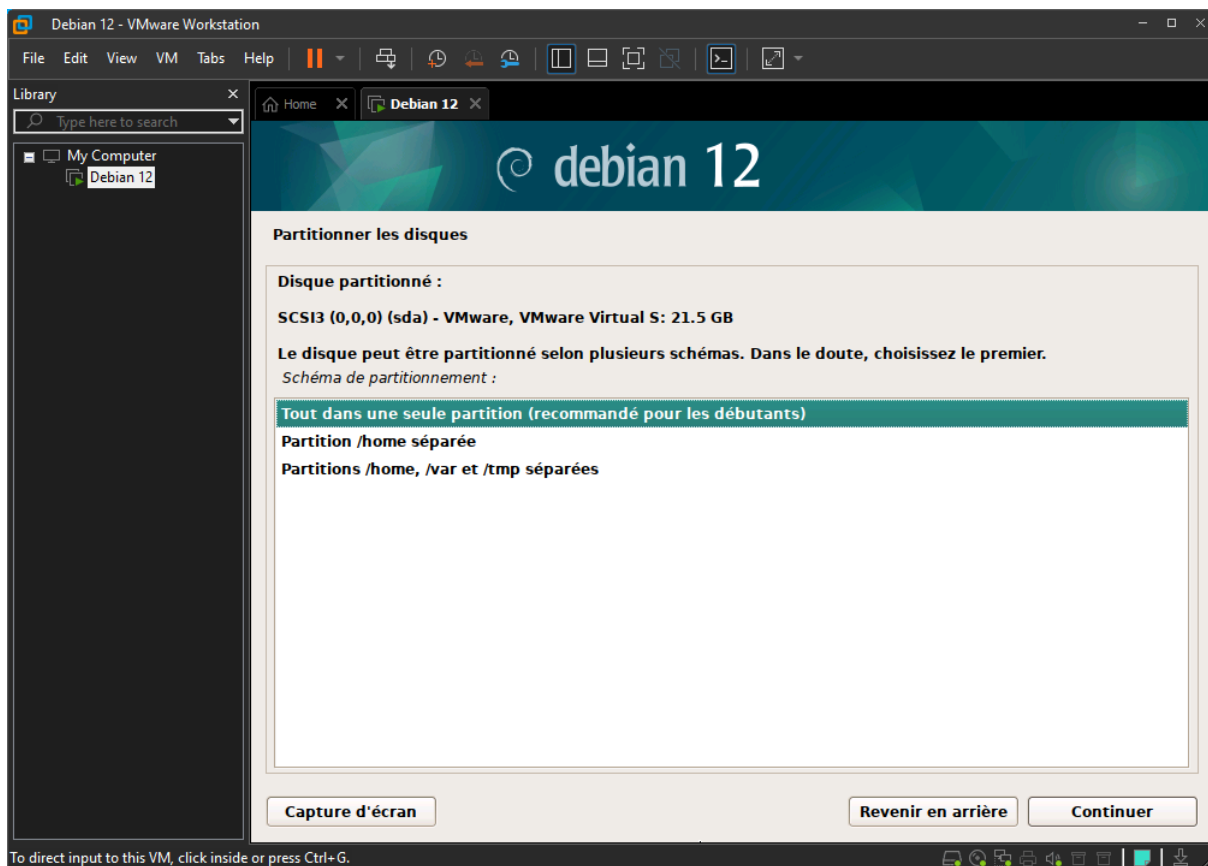 Debian 12 - VMware Workstation
File Edit View VM Tabs Help
Library
Home
Debian 12
Type here to search
My Computer
Debian 12
debian 12
Partitionner les disques
Disque partitionné :
SCSI3 (0,0,0) (sda) - VMware, VMware Virtual S: 21.5 GB
Le disque peut être partitionné selon plusieurs schémas. Dans le doute, choisissez le premier.
Schéma de partitionnement :
Tout dans une seule partition (recommandé pour les débutants)
Partition /home séparée
Partitions /home, /var et /tmp séparées
Capture d'écran
Revenir en arrière
Continuer
To direct input to this VM, click inside or press Ctrl+G.